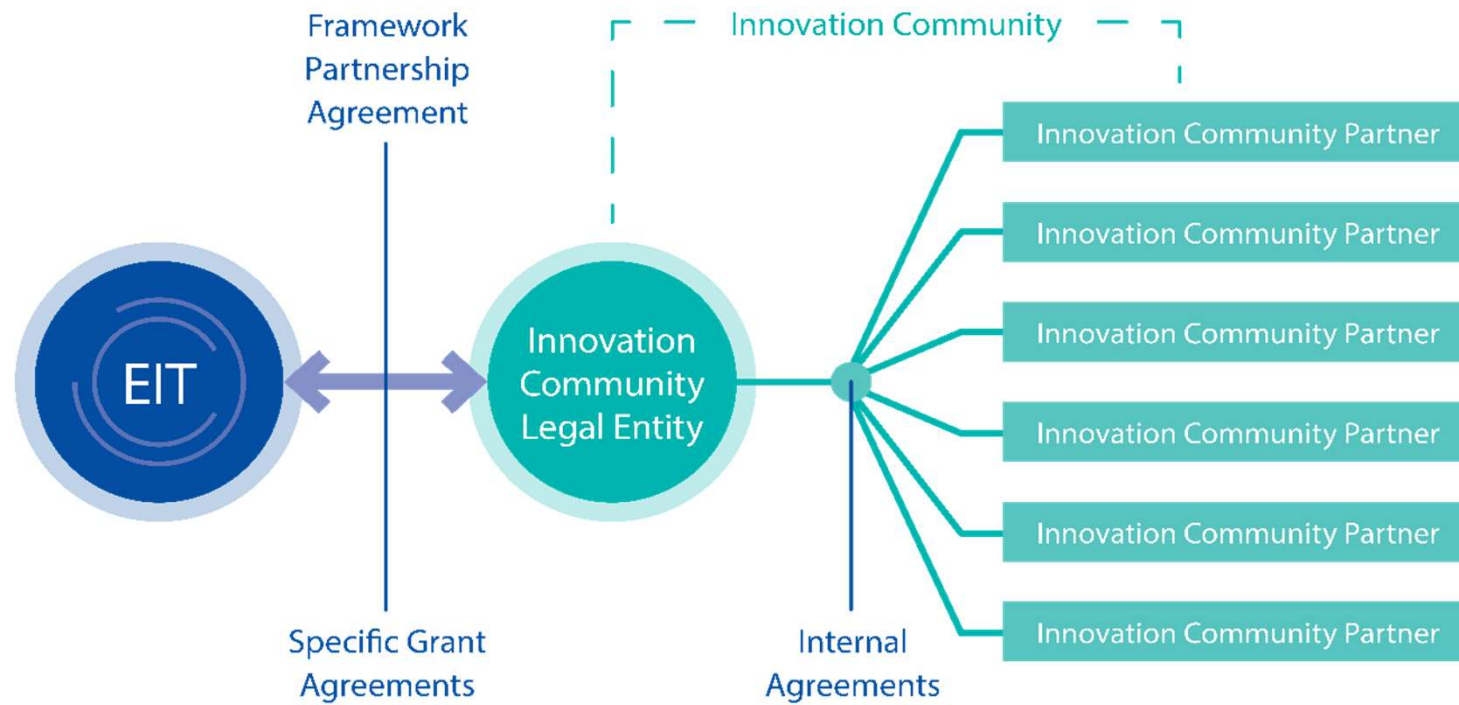 Framework
Partnership
Agreement
Innovation Community
EIT
Innovation
Community
Legal Entity
Innovation Community Partner
Innovation Community Partner
Innovation Community Partner
Innovation Community Partner
Innovation Community Partner
Innovation Community Partner
Specific Grant
Agreements
Internal
Agreements